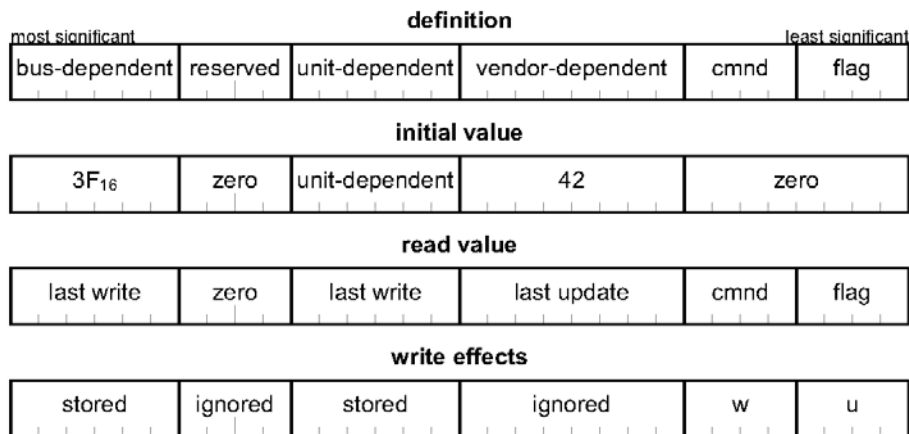 definition
most significant least significant
bus-dependent reserved unit-dependent vendor-dependent cmnd flag
initial value
3F₁₆ zero unit-dependent 42 zero
read value
last write zero last write last update cmnd flag
write effects
stored ignored stored ignored w u